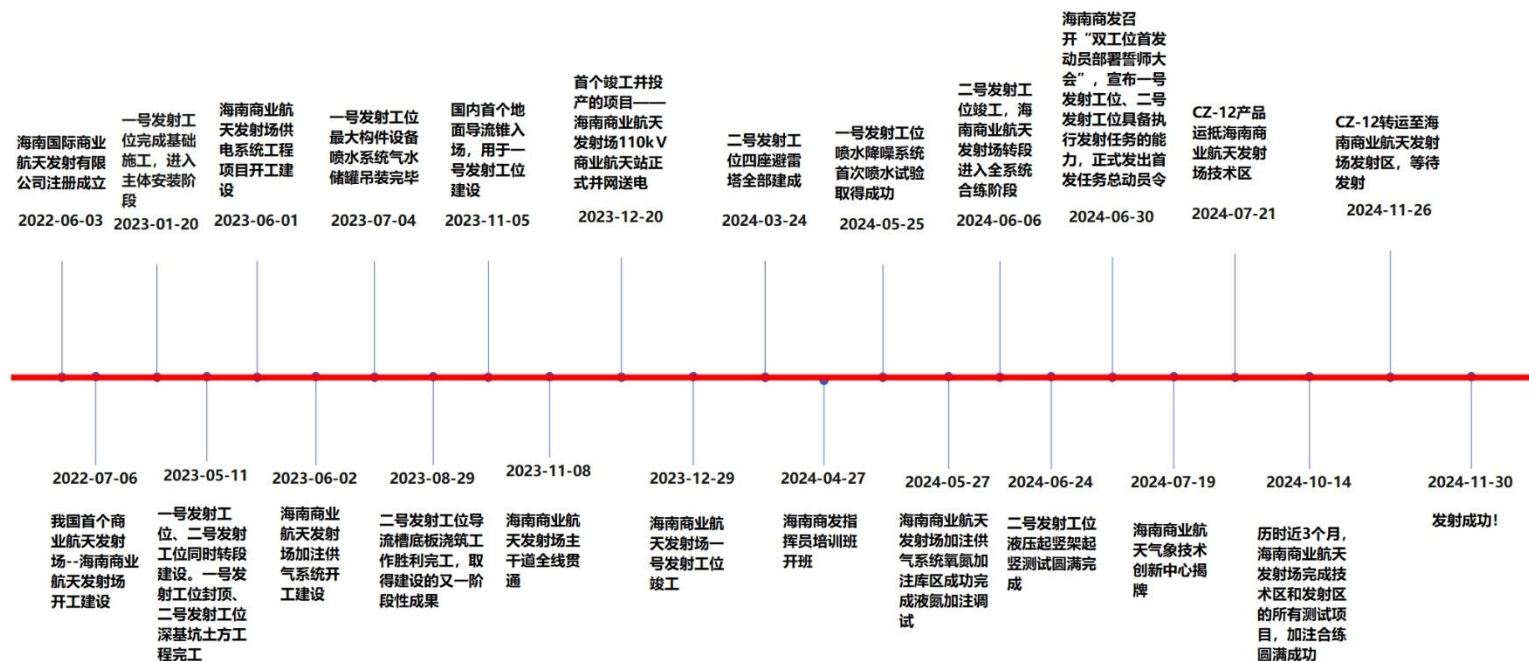 海南国际商业
航天发射有限
公司注册成立
2022-06-03
一号发射工
位完成基础
施工，进入
主体安装阶
段
2023-01-20
海南商业航
天发射场供
电系统工程
项目开工建
设
2023-06-01
一号发射工位
最大构件设备
喷水系统气水
储罐吊装完毕
2023-07-04
国内首个地
面导流锥入
场，用于一
号发射工位
建设
2023-11-05
首个竣工并投
产的项目——
海南商业航天
发射场110kV
商业航天站正
式并网送电
2023-12-20
二号发射工
位四座避雷
塔全部建成
2024-03-24
一号发射工位
喷水降噪系统
首次喷水试验
取得成功
2024-05-25
二号发射工
位竣工，海
南商业航天
发射场转段
进入全系统
合练阶段
2024-06-06
海南商发召
开“双工位首发
动员部署誓师大
会”，宣布一号
发射工位、二号
发射工位具备执
行发射任务的能
力，正式发出首
发任务总动员令
2024-06-30
CZ-12产品
运抵海南商
业航天发射
场技术区
2024-07-21
CZ-12转运至海
南商业航天发射
场发射区，等待
发射
2024-11-26
2022-07-06
我国首个商
业航天发射
场--海南商业
航天发射场
开工建设
2023-05-11
一号发射工
位、二号发射
工位同时转段
建设。一号发
射工位封顶、
二号发射工位
深基坑土方工
程完工
2023-06-02
海南商业
航天发射
场加注供
气系统开
工建设
2023-08-29
二号发射工位导
流槽底板浇筑工
作胜利完工，取
得建设的又一阶
段性成果
2023-11-08
海南商业航
天发射场主
干道全线贯
通
2023-12-29
海南商业航
天发射场一
号发射工位
竣工
2024-04-27
海南商发指
挥员培训班
开班
2024-05-27
海南商业航天
发射场加注供
气系统氧氮加
注库区成功完
成液氮加注调
试
2024-06-24
二号发射工位
液压起竖架起
竖测试圆满完
成
2024-07-19
海南商业航
天气象技术
创新中心揭
牌
2024-10-14
历时近3个月，
海南商业航天
发射场完成技
术区和发射区
的所有测试项
目，加注合练
圆满成功
2024-11-30
发射成功！